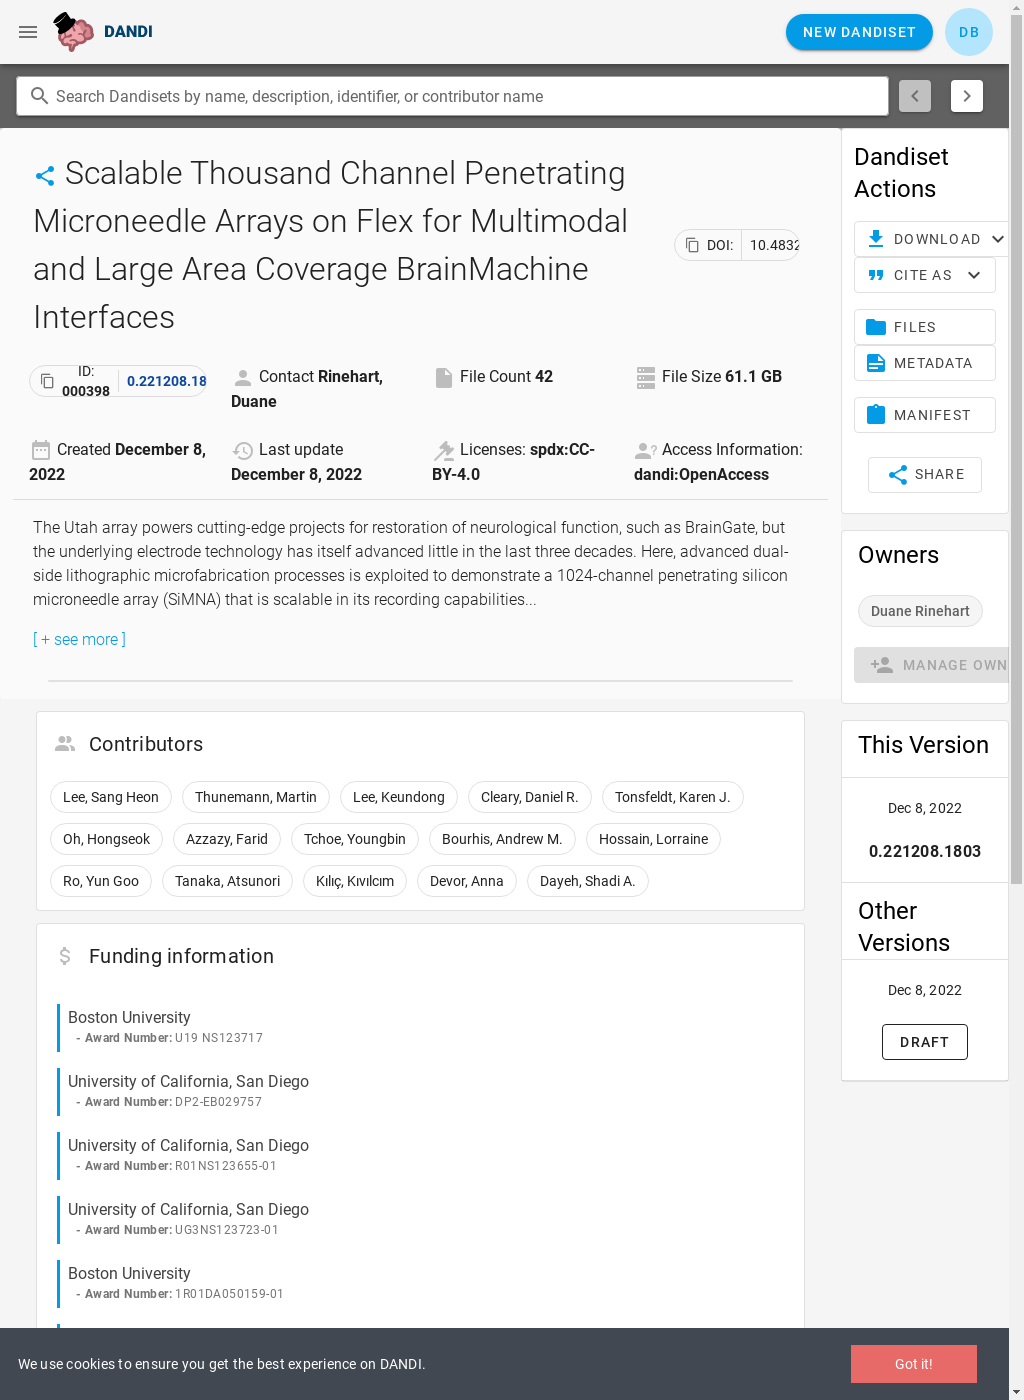 DANDI
NEW DANDISET
DB
Search Dandisets by name, description, identifier, or contributor name
Scalable Thousand Channel Penetrating
Microneedle Arrays on Flex for Multimodal
and Large Area Coverage BrainMachine
Interfaces
DOI: 10.4832
ID:
000398
0.221208.18
Contact Rinehart,
Duane
File Count 42
File Size 61.1 GB
Created December 8,
2022
Last update
December 8, 2022
Licenses: spdx:CC-
BY-4.0
Access Information:
dandi:OpenAccess
The Utah array powers cutting-edge projects for restoration of neurological function, such as BrainGate, but
the underlying electrode technology has itself advanced little in the last three decades. Here, advanced dual-
side lithographic microfabrication processes is exploited to demonstrate a 1024-channel penetrating silicon
microneedle array (SiMNA) that is scalable in its recording capabilities...
[ + see more ]
Contributors
Lee, Sang Heon
Thunemann, Martin
Lee, Keundong
Cleary, Daniel R.
Tonsfeldt, Karen J.
Oh, Hongseok
Azzazy, Farid
Tchoe, Youngbin
Bourhis, Andrew M.
Hossain, Lorraine
Ro, Yun Goo
Tanaka, Atsunori
Kılıç, Kıvılcım
Devor, Anna
Dayeh, Shadi A.
Funding information
Boston University
- Award Number: U19 NS123717
University of California, San Diego
- Award Number: DP2-EB029757
University of California, San Diego
- Award Number: R01NS123655-01
University of California, San Diego
- Award Number: UG3NS123723-01
Boston University
- Award Number: 1R01DA050159-01
Dandiset
Actions
DOWNLOAD
CITE AS
FILES
METADATA
MANIFEST
SHARE
Owners
Duane Rinehart
MANAGE OWN
This Version
Dec 8, 2022
0.221208.1803
Other
Versions
Dec 8, 2022
DRAFT
We use cookies to ensure you get the best experience on DANDI.
Got it!